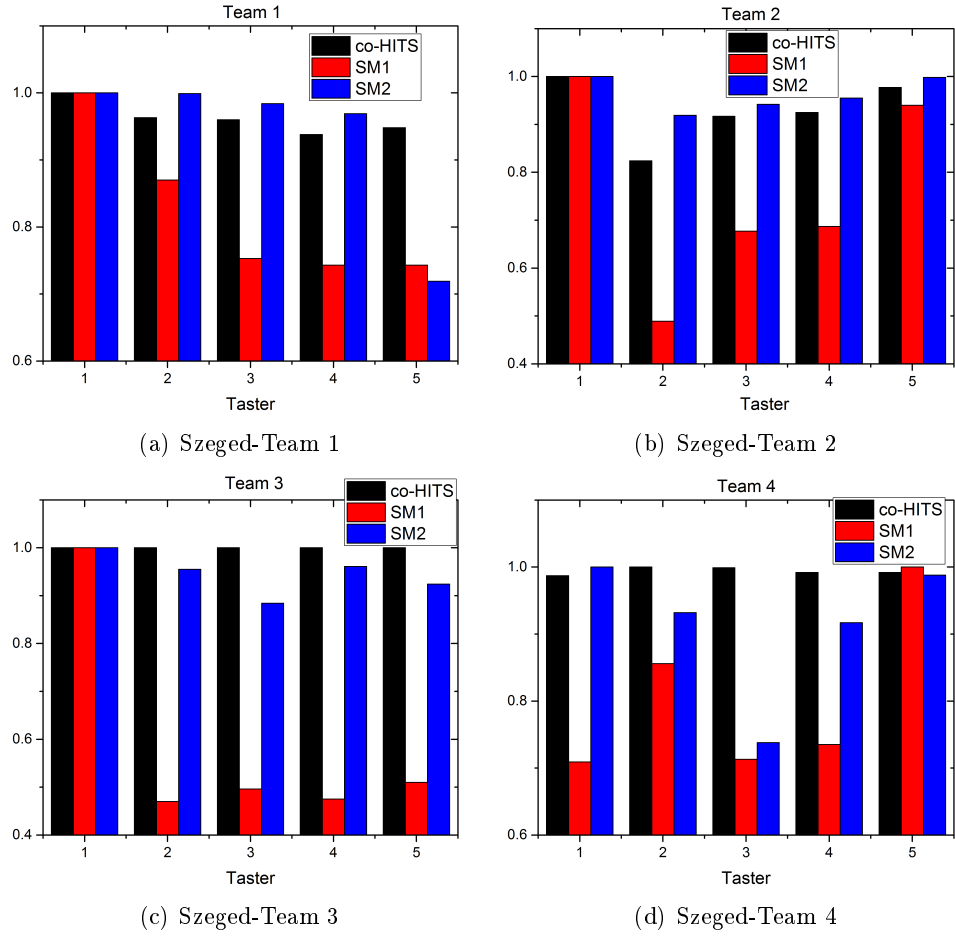 Team 1
co-HITS
SM1
SM2
1.0
0.8
0.6
1 2 3 4 5
Taster
(a) Szeged-Team 1
Team 2
co-HITS
SM1
SM2
1.0
0.8
0.6
0.4
1 2 3 4 5
Taster
(b) Szeged-Team 2
Team 3
co-HITS
SM1
SM2
1.0
0.8
0.6
0.4
1 2 3 4 5
Taster
(c) Szeged-Team 3
Team 4
co-HITS
SM1
SM2
1.0
0.8
0.6
1 2 3 4 5
Taster
(d) Szeged-Team 4